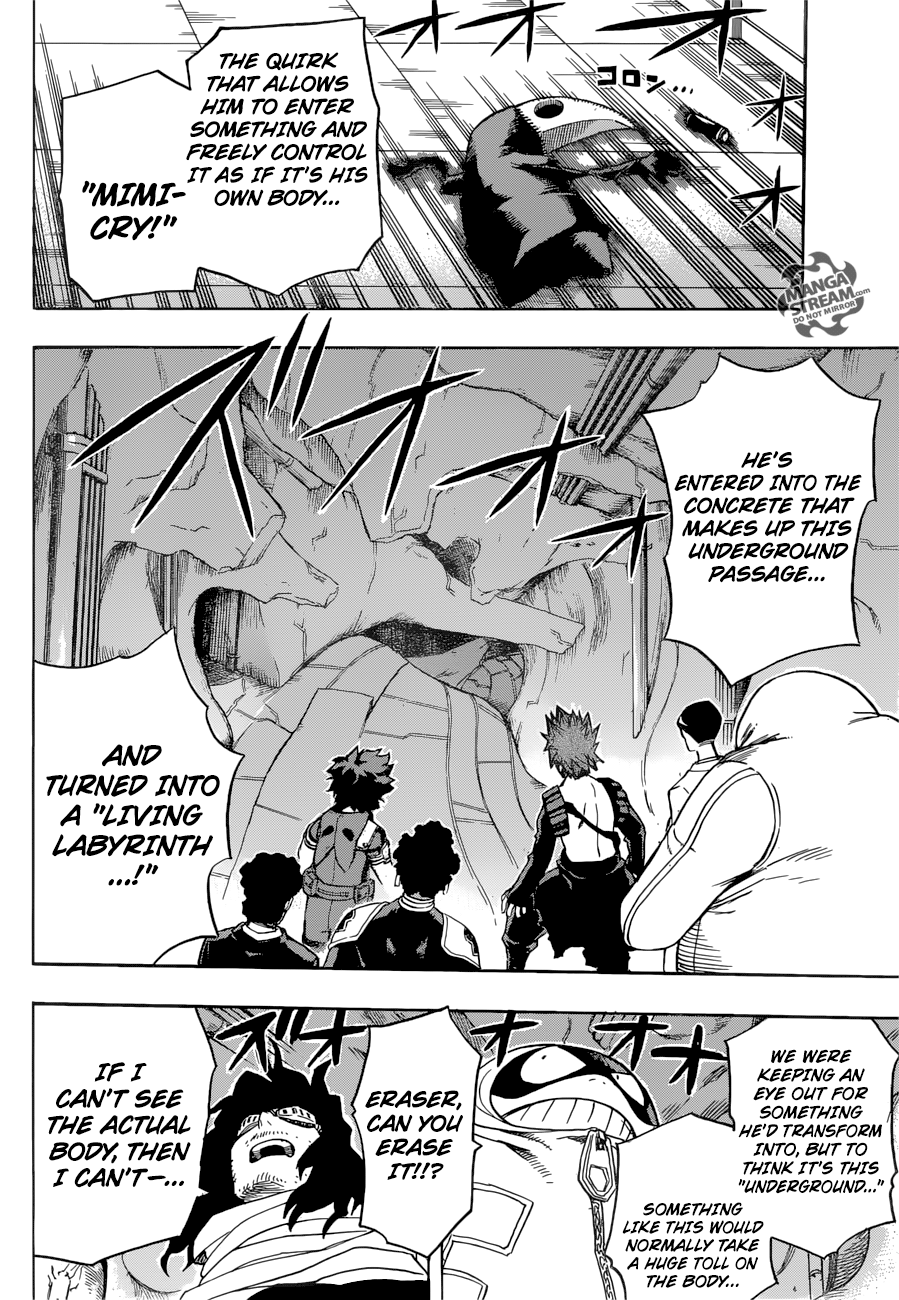 THE QUIRK
THAT ALLOWS
HIM TO ENTER
SOMETHING AND
FREELY CONTROL
IT AS IF IT'S HIS
OWN BODY...
"MIMI-
CRY!"
コロン...
MANGA
STREAM.com
DO NOT MIRROR
HE'S
ENTERED INTO THE
CONCRETE THAT
MAKES UP THIS
UNDERGROUND
PASSAGE...
ズズズ
AND
TURNED INTO
A "LIVING
LABYRINTH
...!"
WE WERE
KEEPING AN
EYE OUT FOR
SOMETHING
HE'D TRANSFORM
INTO, BUT TO
THINK IT'S THIS
"UNDERGROUND..."
SOMETHING
LIKE THIS WOULD
NORMALLY TAKE
A HUGE TOLL ON
THE BODY...
ERASER,
CAN YOU
ERASE
IT!!?
IF I
CAN'T SEE
THE ACTUAL
BODY, THEN
I CAN'T–...